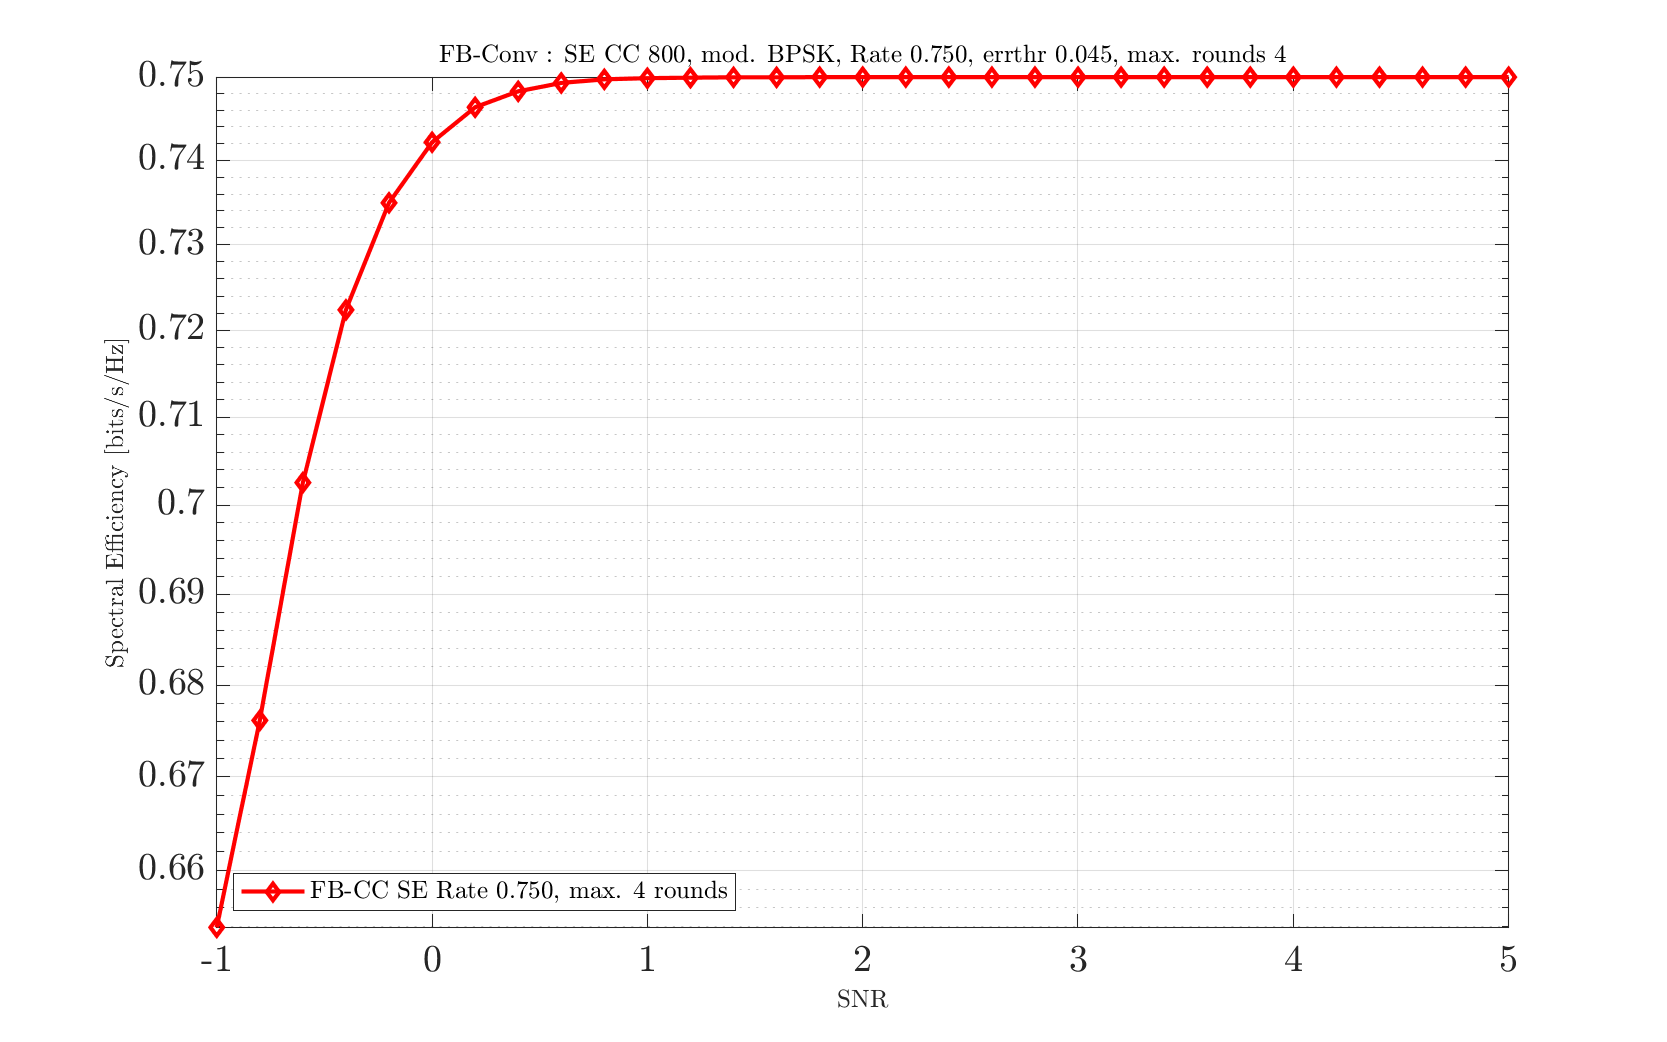 FB-Conv : SE CC 800, mod. BPSK, Rate 0.750, errthr 0.045, max. rounds 4
0.75
0.74
0.73
0.72
0.71
0.7
0.69
0.68
0.67
0.66
Spectral Efficiency [bits/s/Hz]
FB-CC SE Rate 0.750, max. 4 rounds
-1 0 1 2 3 4 5
SNR